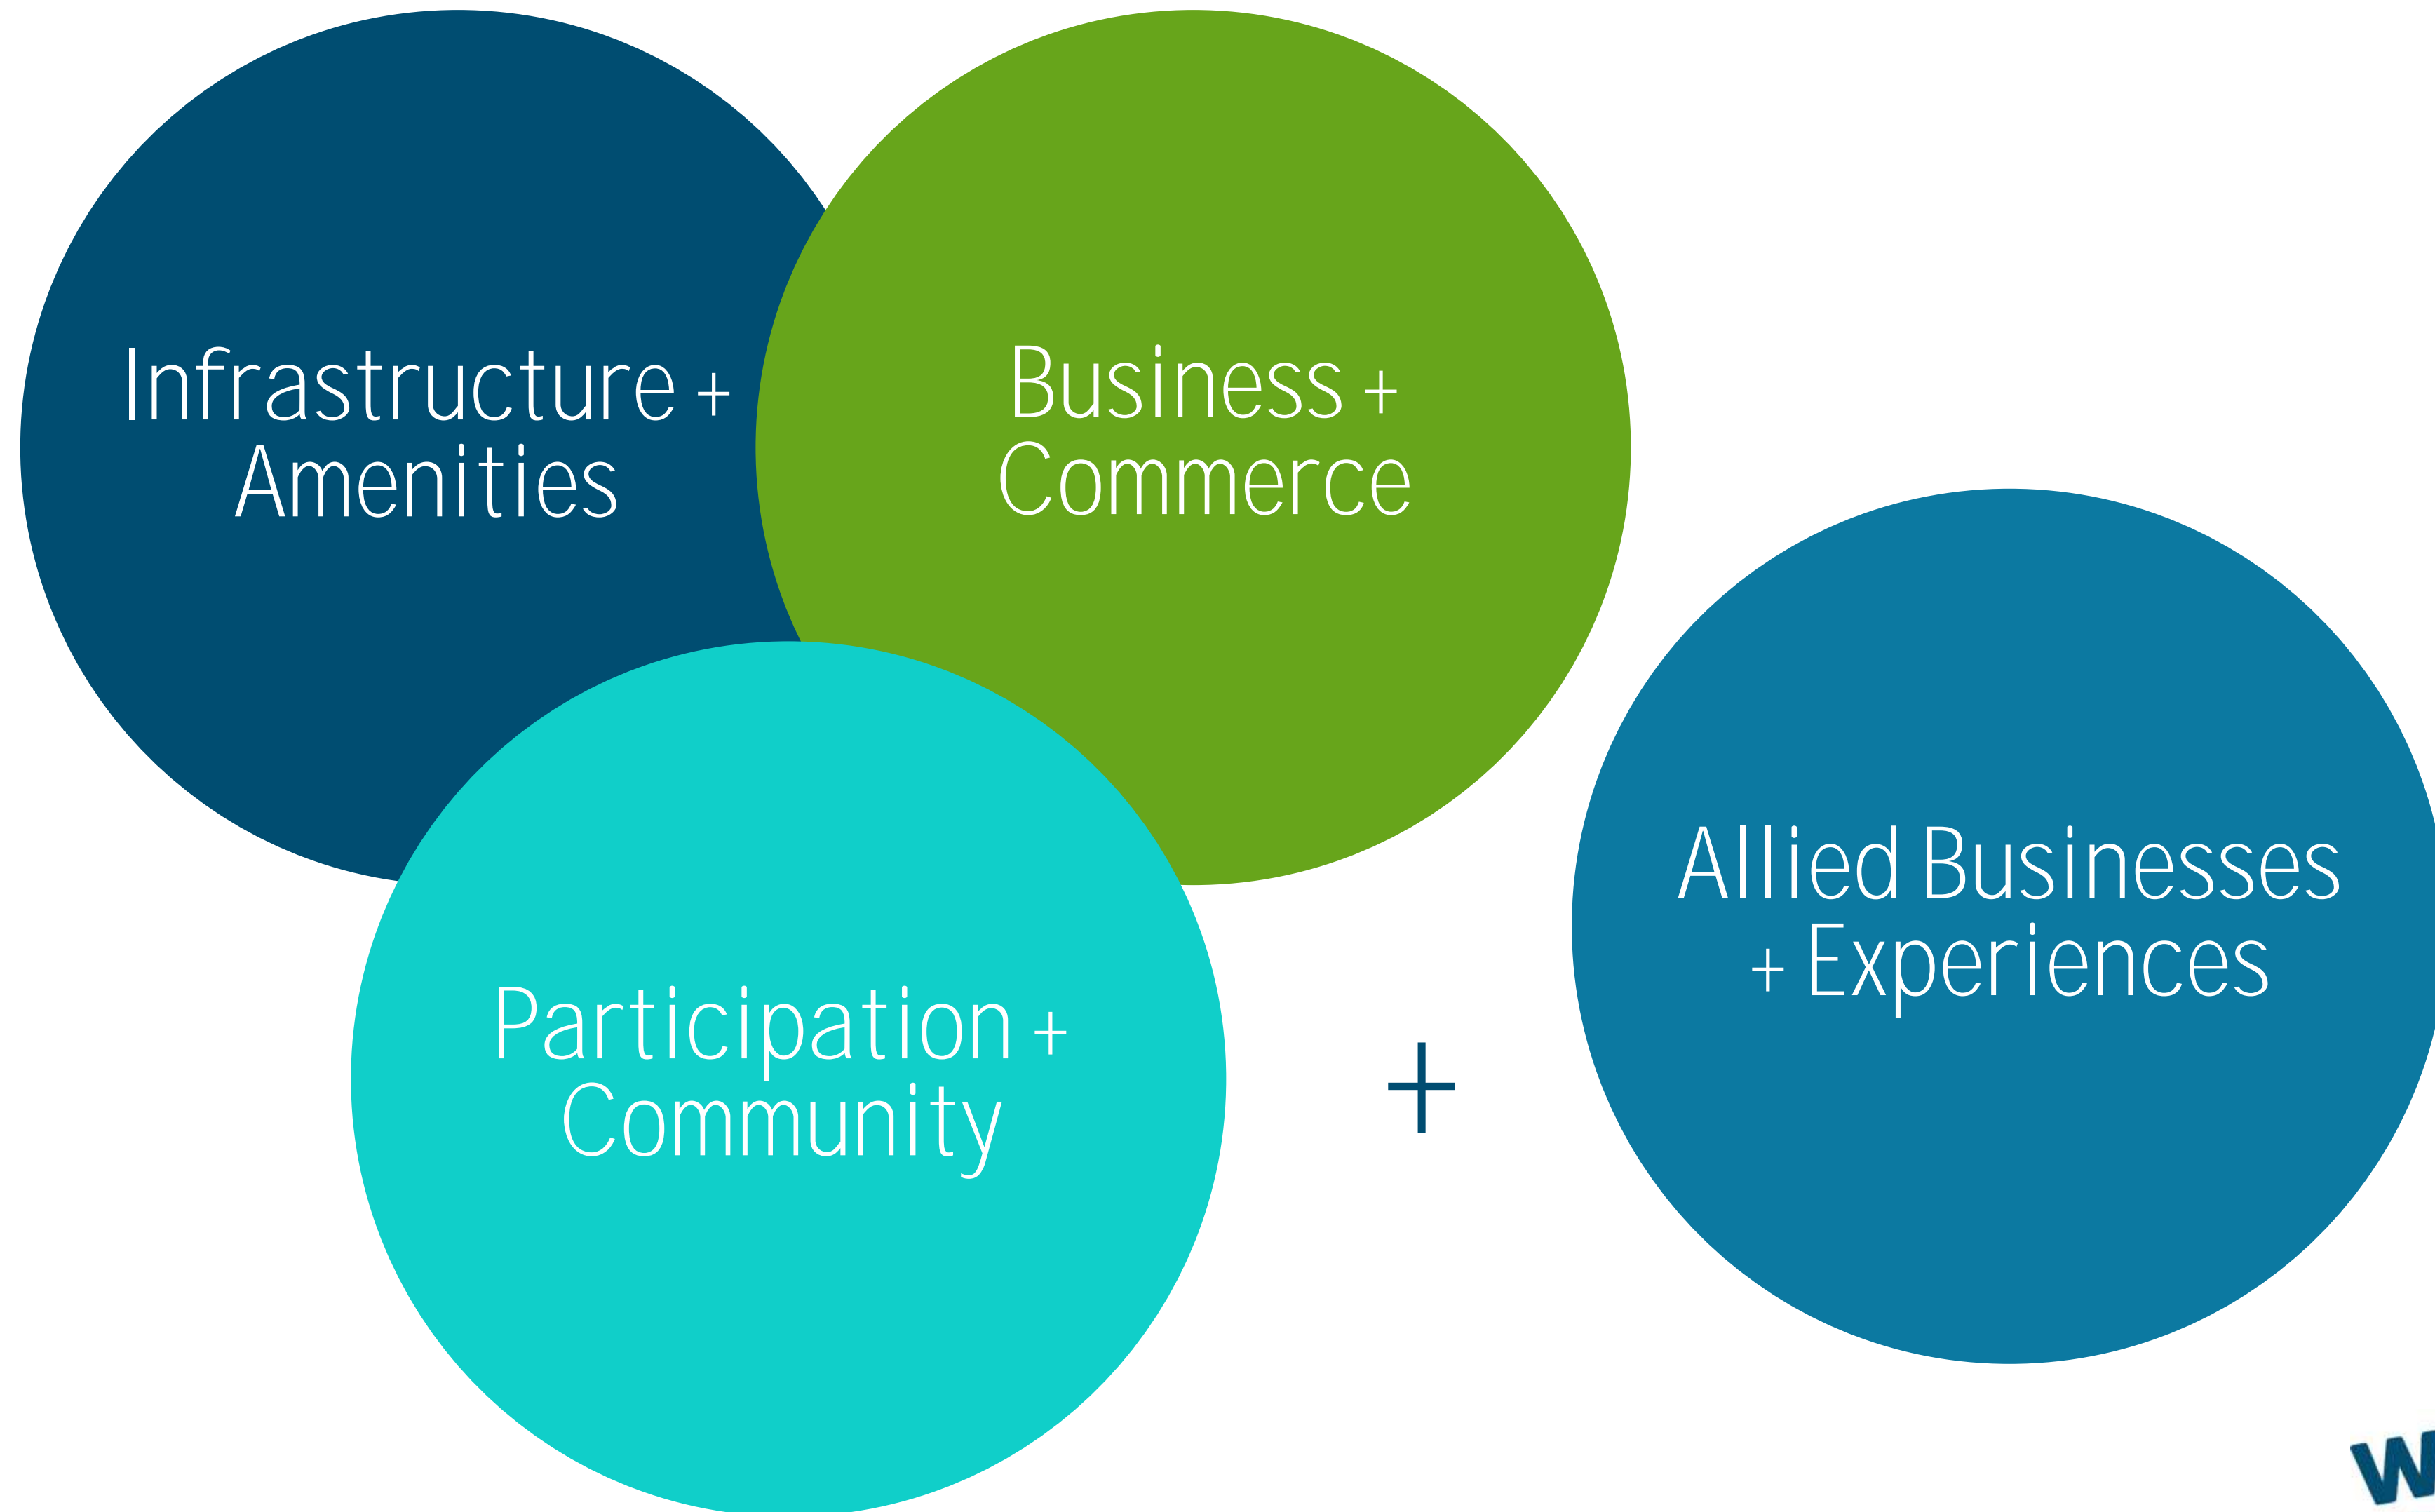 Infrastructure +
Amenities
Business +
Commerce
Allied Businesses
+ Experiences
Participation +
Community
+